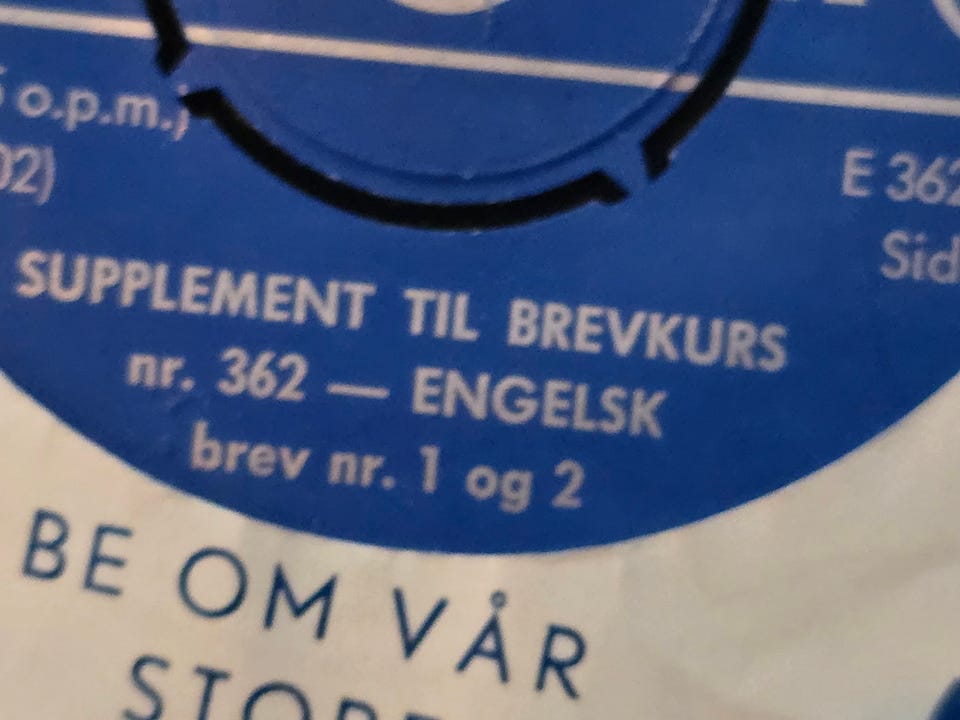 o.p.m.)
02)
E 362
Sid
SUPPLEMENT TIL BREVKURS
nr. 362 — ENGELSK
brev nr. 1 og 2
BE OM VÅR